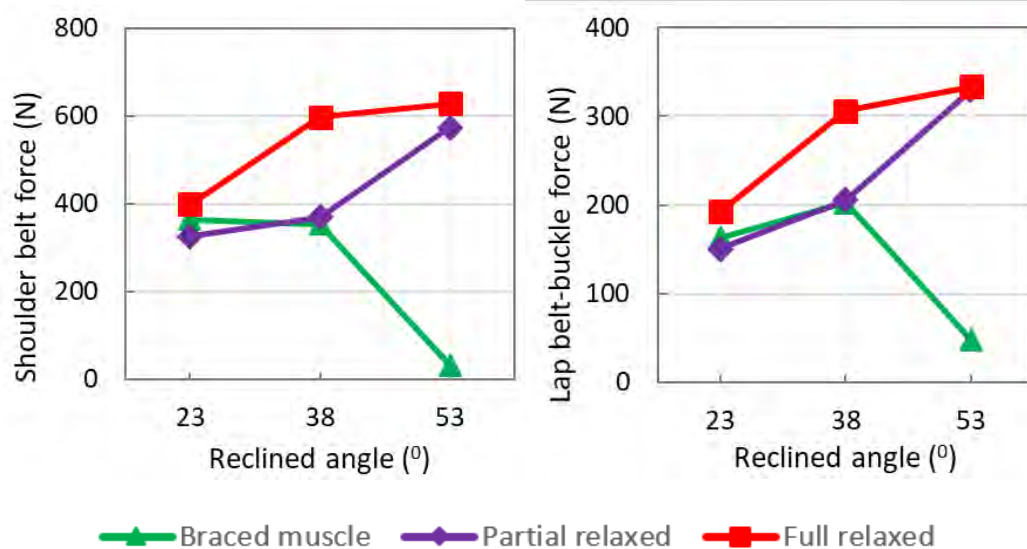 Shoulder belt force (N)
800
600
400
200
0
23 38 53
Reclined angle (⁰)
Lap belt-buckle force (N)
400
300
200
100
0
23 38 53
Reclined angle (⁰)
Braced muscle Partial relaxed Full relaxed